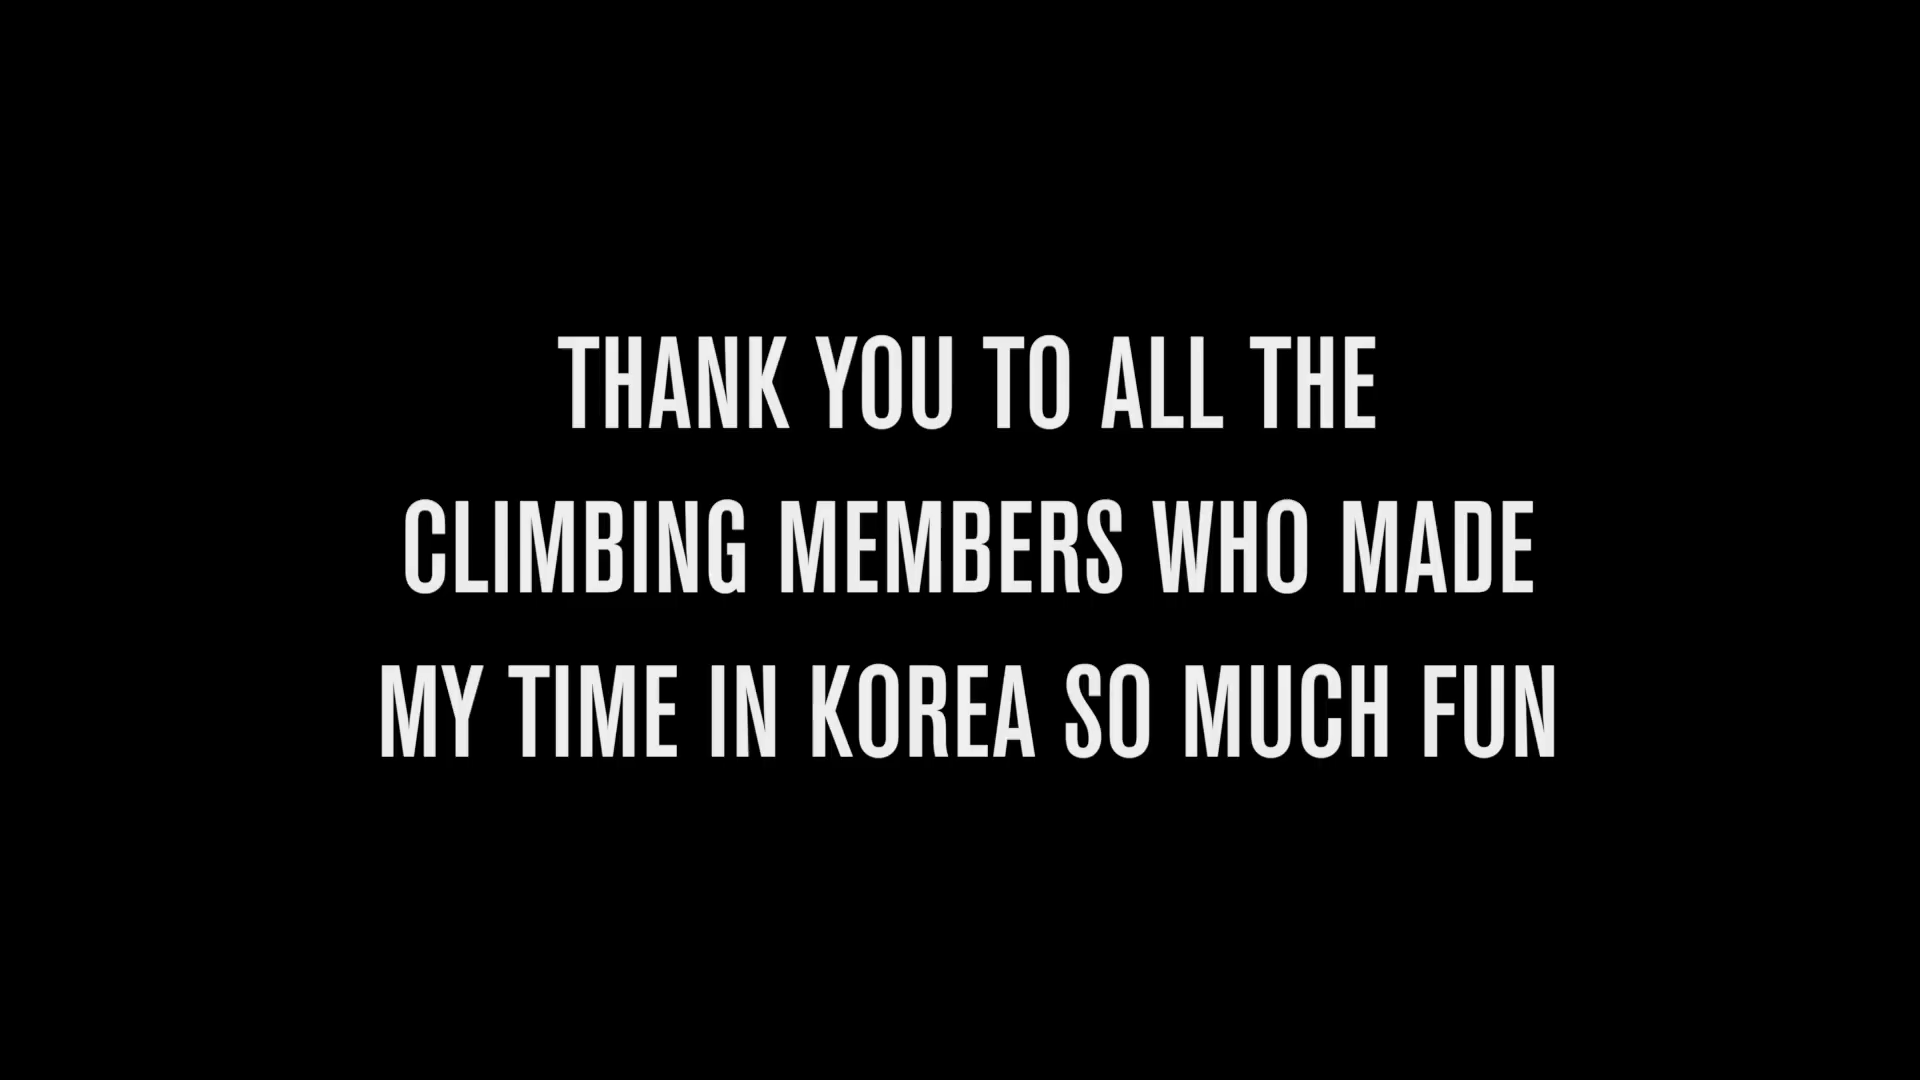 THANK YOU TO ALL THE
CLIMBING MEMBERS WHO MADE
MY TIME IN KOREA SO MUCH FUN